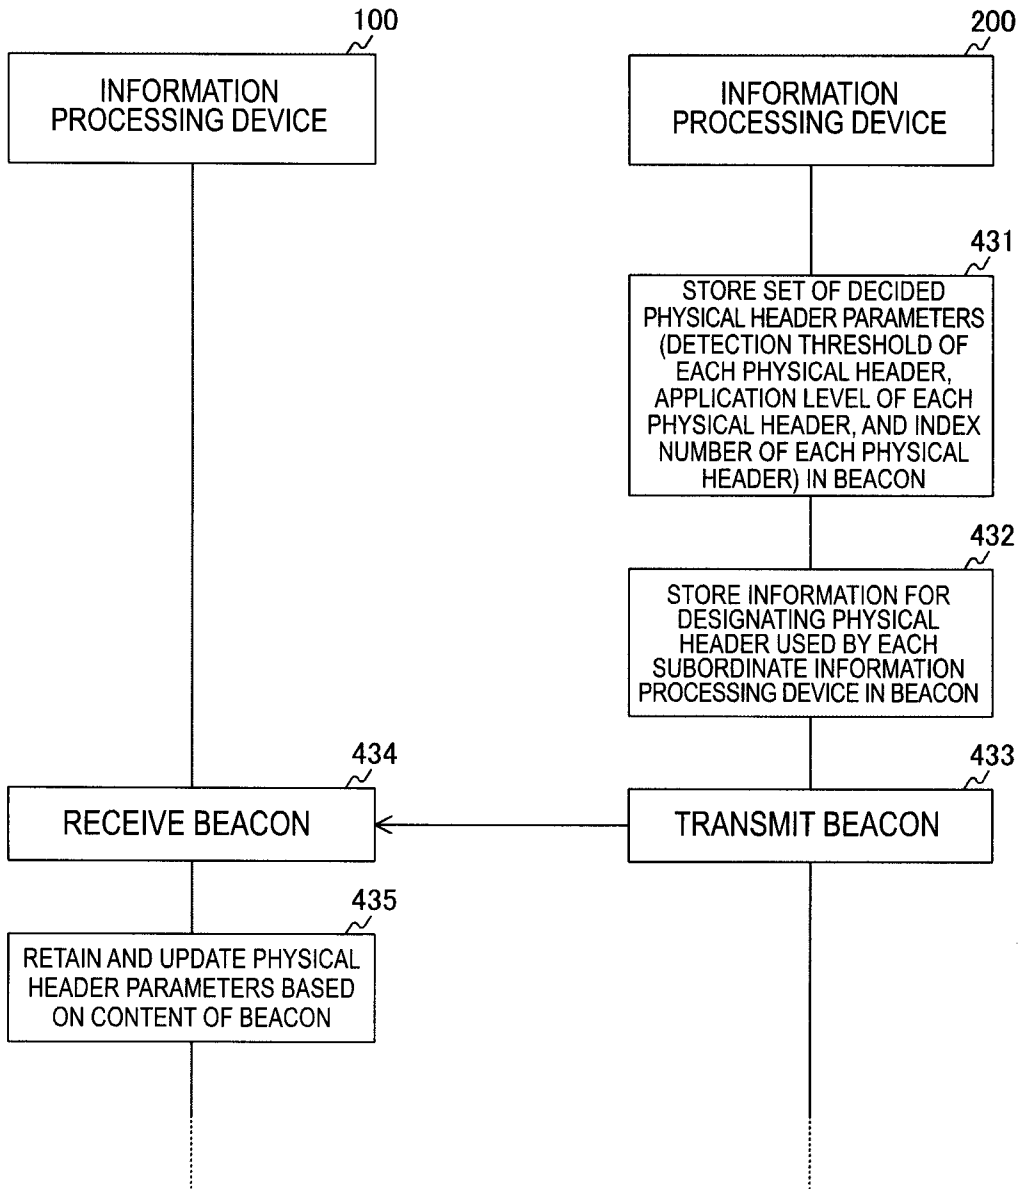 100
INFORMATION
PROCESSING DEVICE
200
INFORMATION
PROCESSING DEVICE
431
STORE SET OF DECIDED
PHYSICAL HEADER PARAMETERS
(DETECTION THRESHOLD OF
EACH PHYSICAL HEADER,
APPLICATION LEVEL OF EACH
PHYSICAL HEADER, AND INDEX
NUMBER OF EACH PHYSICAL
HEADER) IN BEACON
432
STORE INFORMATION FOR
DESIGNATING PHYSICAL
HEADER USED BY EACH
SUBORDINATE INFORMATION
PROCESSING DEVICE IN BEACON
434
RECEIVE BEACON
433
TRANSMIT BEACON
435
RETAIN AND UPDATE PHYSICAL
HEADER PARAMETERS BASED
ON CONTENT OF BEACON